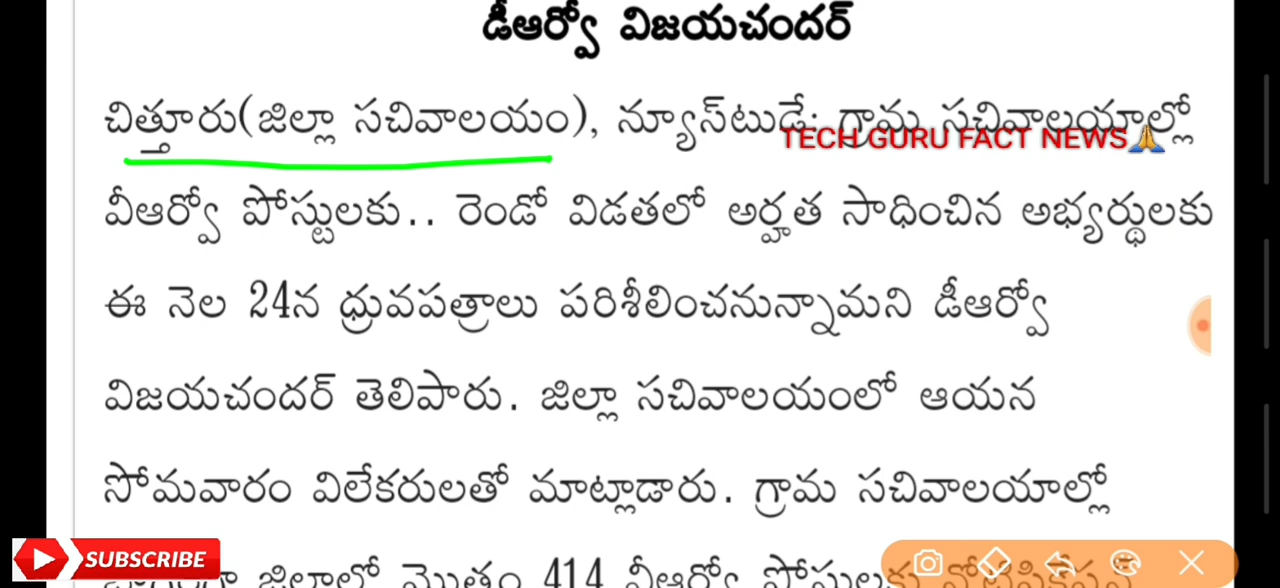 డీఆర్వో విజయచందర్
చిత్తూరు(జిల్లా సచివాలయం), న్యూస్‌టుడే: గ్రామ సచివాలయాల్లో
TECH GURU FACT NEWS🙏
వీఆర్వో పోస్టులకు.. రెండో విడతలో అర్హత సాధించిన అభ్యర్థులకు
ఈ నెల 24న ధ్రువపత్రాలు పరిశీలించనున్నామని డీఆర్వో
విజయచందర్ తెలిపారు. జిల్లా సచివాలయంలో ఆయన
సోమవారం విలేకరులతో మాట్లాడారు. గ్రామ సచివాలయాల్లో
జిల్లాలో మొత్తం 414 వీఆర్వో పోస్టులకు
SUBSCRIBE